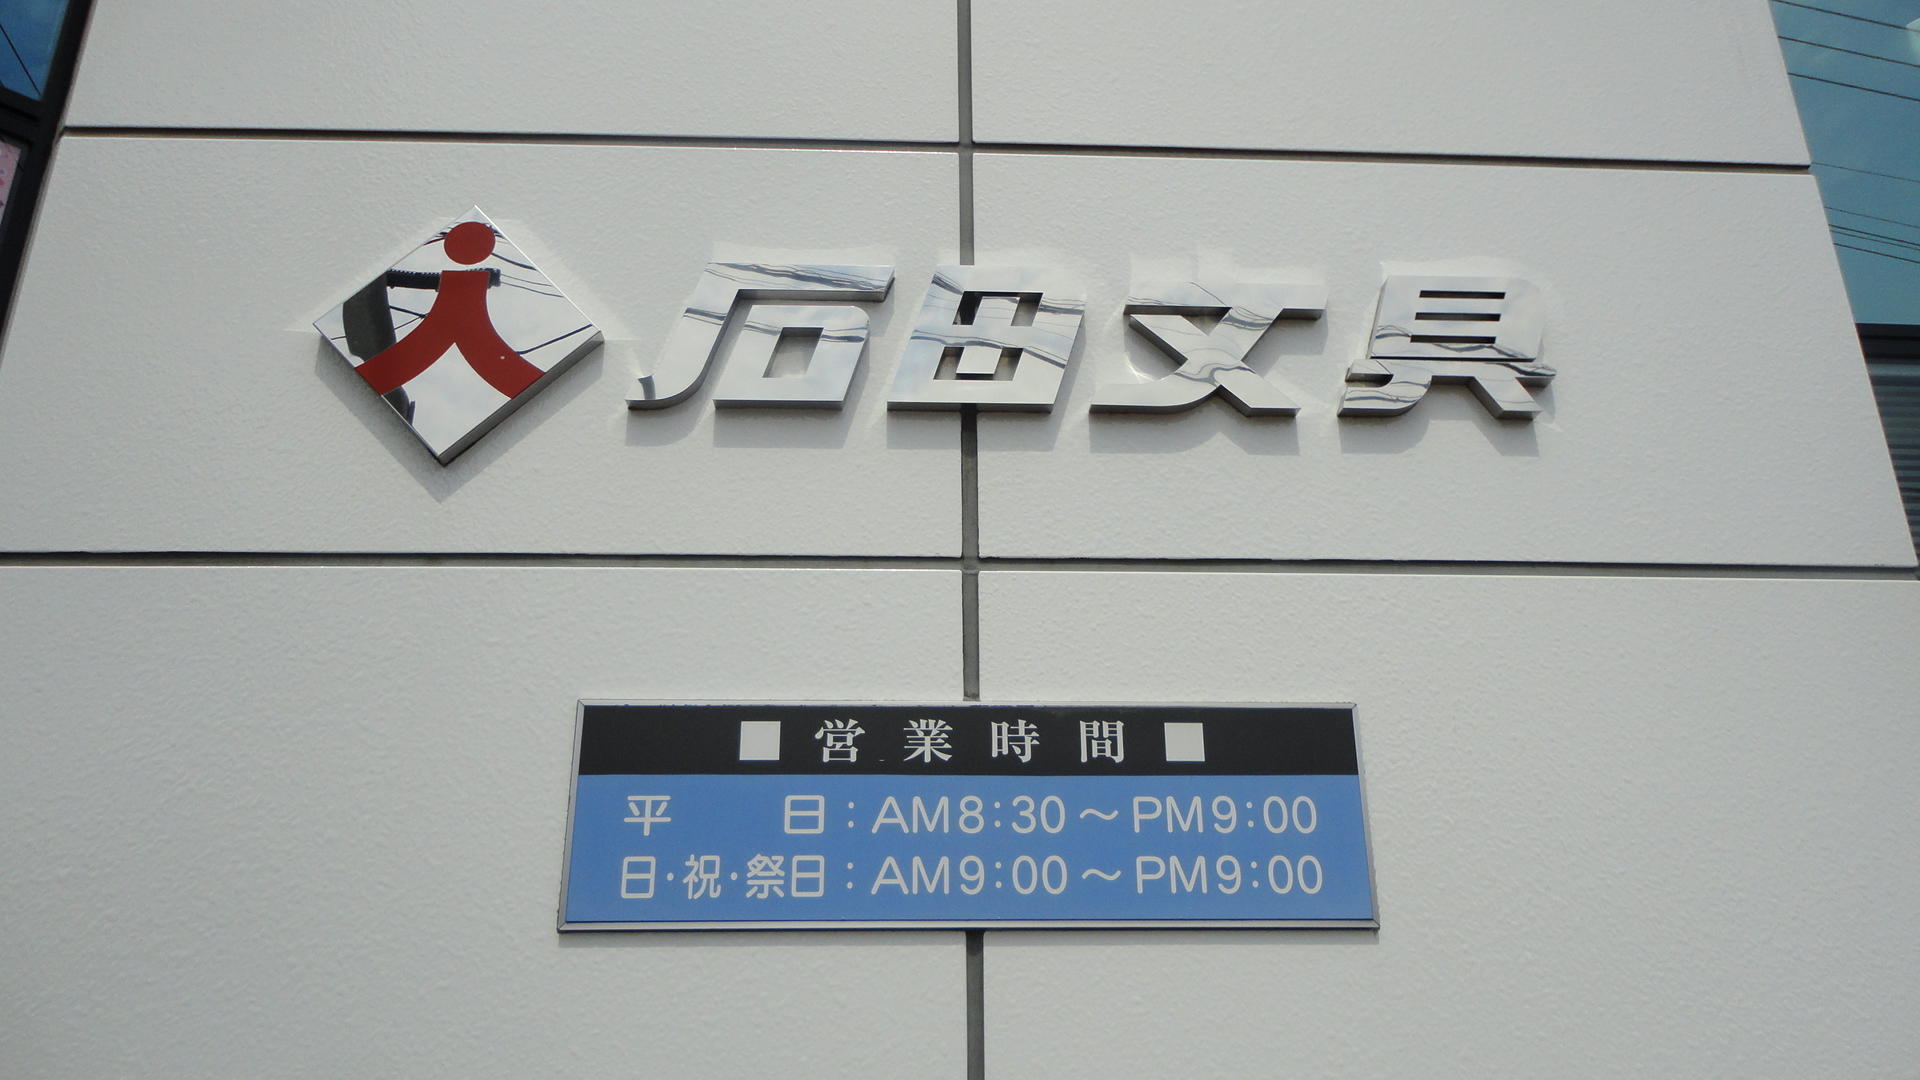 石田文具
■営業時間■
平　日：AM8:30～PM9:00
日・祝・祭日：AM9:00～PM9:00